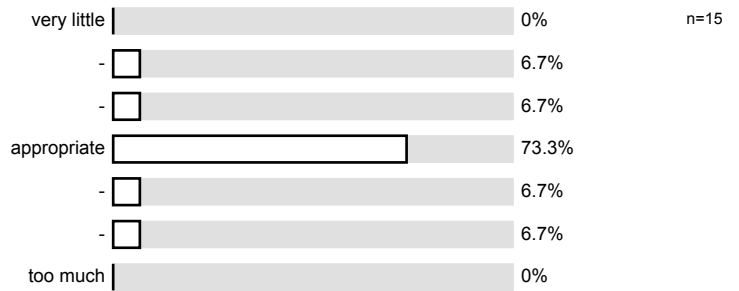 very little 0% n=15
- 6.7%
- 6.7%
appropriate 73.3%
- 6.7%
- 6.7%
too much 0%